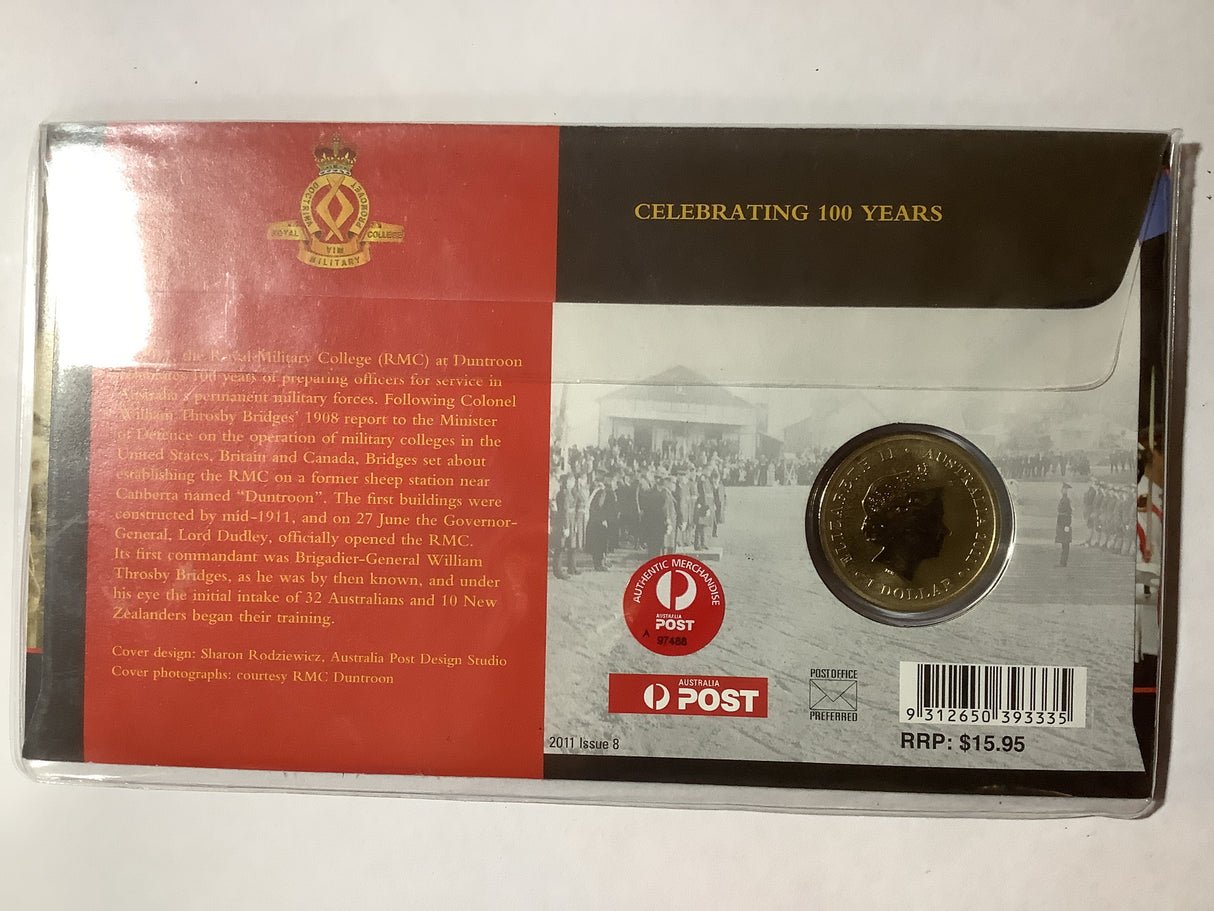 DOCTRINA
VIM
PROMOVET
ROYAL COLLEGE
MILITARY
CELEBRATING 100 YEARS
the Royal Military College (RMC) at Duntroon
100 years of preparing officers for service in
Australia's permanent military forces. Following Colonel
William Throsby Bridges' 1908 report to the Minister
of Defence on the operation of military colleges in the
United States, Britain and Canada, Bridges set about
establishing the RMC on a former sheep station near
Canberra named “Duntroon”. The first buildings were
constructed by mid-1911, and on 27 June the Governor-
General, Lord Dudley, officially opened the RMC.
Its first commandant was Brigadier-General William
Throsby Bridges, as he was by then known, and under
his eye the initial intake of 32 Australians and 10 New
Zealanders began their training.
Cover design: Sharon Rodziewicz, Australia Post Design Studio
Cover photographs: courtesy RMC Duntroon
ELIZABETH II · AUSTRALIA 2011 ·
1 DOLLAR
AUTHENTIC MERCHANDISE
AUSTRALIA
POST
A 97488
AUSTRALIA
POST
POST OFFICE
PREFERRED
9 312650 393335
RRP: $15.95
2011 Issue 8